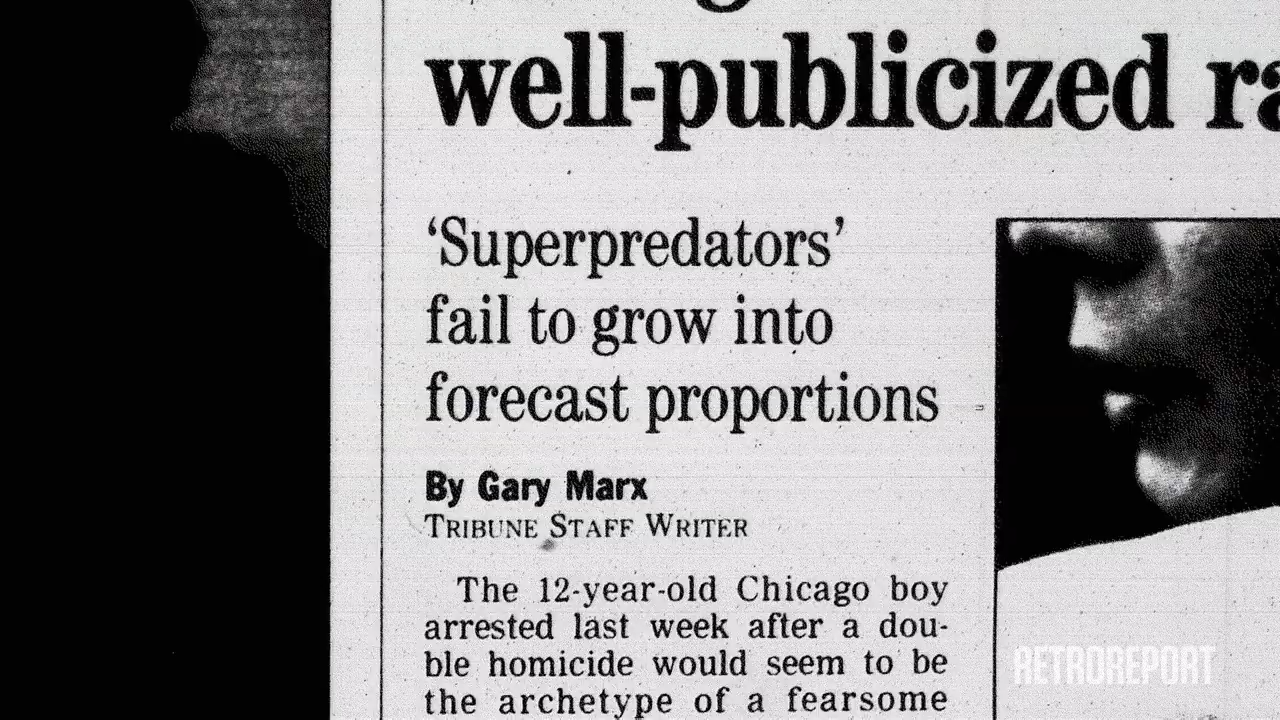 well-publicized
‘Superpredators’
fail to grow into
forecast proportions
By Gary Marx
TRIBUNE STAFF WRITER
The 12-year-old Chicago boy
arrested last week after a dou-
ble homicide would seem to be
the archetype of a fearsome
RETROREPORT